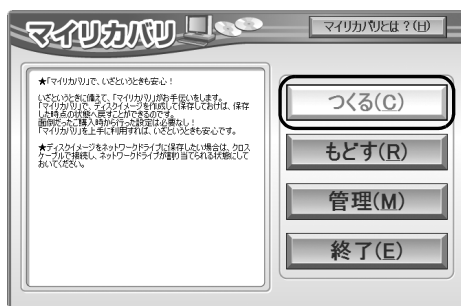 マイリカバリ
マイリカバリとは？(H)
★「マイリカバリ」で、いざというときも安心！
いざというときに備えて、「マイリカバリ」がお手伝いをします。
「マイリカバリ」で、ディスクイメージを作成して保存しておけば、保存
した時点の状態へ戻すことができるのです。
面倒だったご購入時から行った設定は必要なし！
「マイリカバリ」を上手に利用すれば、いざというときも安心です。
★ディスクイメージをネットワークドライブに保存したい場合は、クロス
ケーブルで接続し、ネットワークドライブが割り当てられる状態にして
おいてください。
つくる(C)
もどす(R)
管理(M)
終了(E)